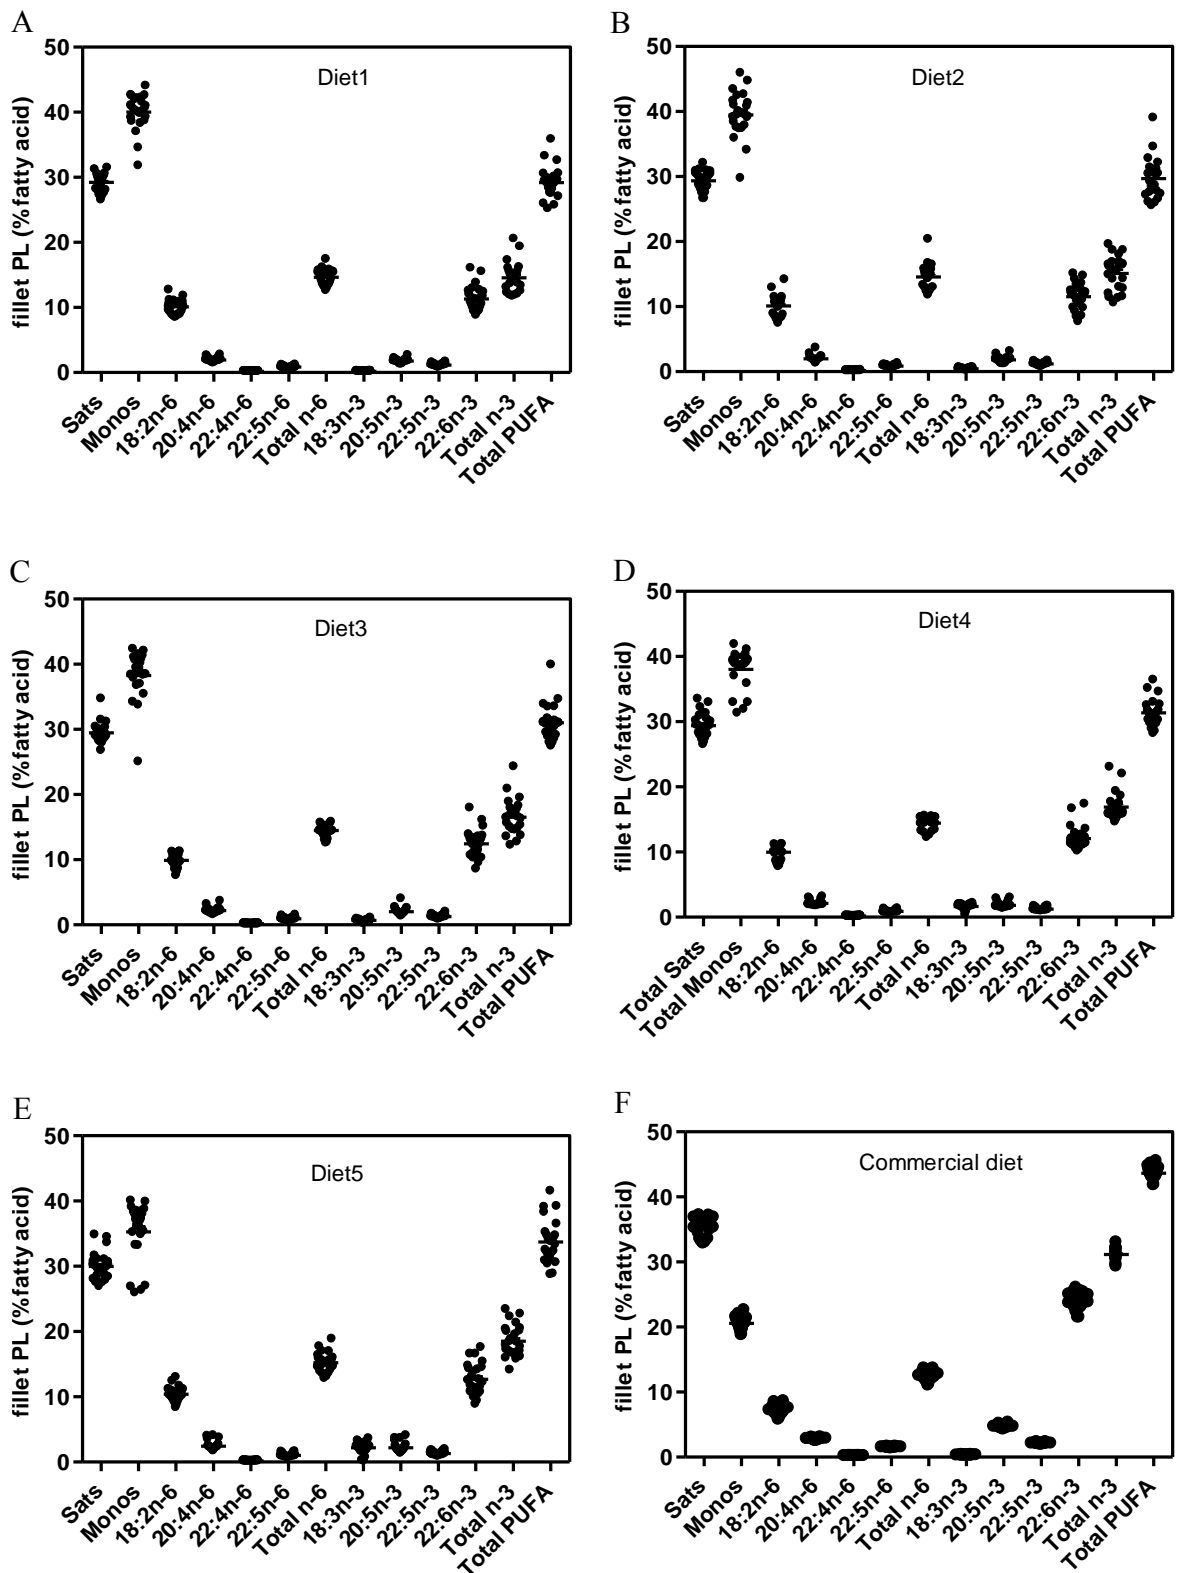 A
fillet PL (%fatty acid)
50
40
30
20
10
0
Diet1
Sats
Monos
18:2n-6
20:4n-6
22:4n-6
22:5n-6
Total n-6
18:3n-3
20:5n-3
22:5n-3
22:6n-3
Total n-3
Total PUFA
B
fillet PL (%fatty acid)
50
40
30
20
10
0
Diet2
Sats
Monos
18:2n-6
20:4n-6
22:4n-6
22:5n-6
Total n-6
18:3n-3
20:5n-3
22:5n-3
22:6n-3
Total n-3
Total PUFA
C
fillet PL (%fatty acid)
50
40
30
20
10
0
Diet3
Sats
Monos
18:2n-6
20:4n-6
22:4n-6
22:5n-6
Total n-6
18:3n-3
20:5n-3
22:5n-3
22:6n-3
Total n-3
Total PUFA
D
fillet PL (%fatty acid)
50
40
30
20
10
0
Diet4
Total Sats
Total Monos
18:2n-6
20:4n-6
22:4n-6
22:5n-6
Total n-6
18:3n-3
20:5n-3
22:5n-3
22:6n-3
Total n-3
Total PUFA
E
fillet PL (%fatty acid)
50
40
30
20
10
0
Diet5
Sats
Monos
18:2n-6
20:4n-6
22:4n-6
22:5n-6
Total n-6
18:3n-3
20:5n-3
22:5n-3
22:6n-3
Total n-3
Total PUFA
F
fillet PL (%fatty acid)
50
40
30
20
10
0
Commercial diet
Sats
Monos
18:2n-6
20:4n-6
22:4n-6
22:5n-6
Total n-6
18:3n-3
20:5n-3
22:5n-3
22:6n-3
Total n-3
Total PUFA